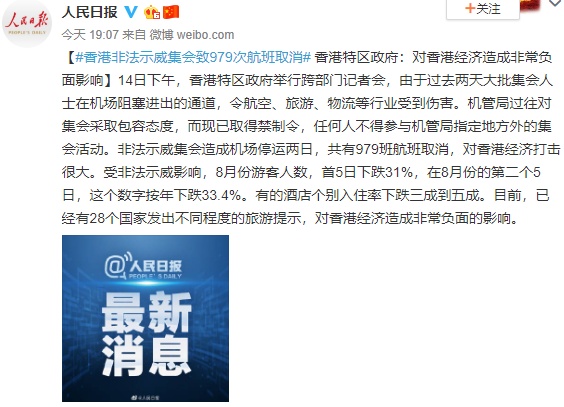 人民日报
人民日报
PEOPLE'S DAILY
+关注
今天 19:07 来自 微博 weibo.com
【#香港非法示威集会致979次航班取消# 香港特区政府：对香港经济造成非常负
面影响】14日下午，香港特区政府举行跨部门记者会，由于过去两天大批集会人
士在机场阻塞进出的通道，令航空、旅游、物流等行业受到伤害。机管局过往对
集会采取包容态度，而现已取得禁制令，任何人不得参与机管局指定地方外的集
会活动。非法示威集会造成机场停运两日，共有979班航班取消，对香港经济打击
很大。受非法示威影响，8月份游客人数，首5日下跌31%，在8月份的第二个5
日，这个数字按年下跌33.4%。有的酒店个别入住率下跌三成到五成。目前，已
经有28个国家发出不同程度的旅游提示，对香港经济造成非常负面的影响。
@人民日报
PEOPLE'S DAILY
最新
消息
@人民日报